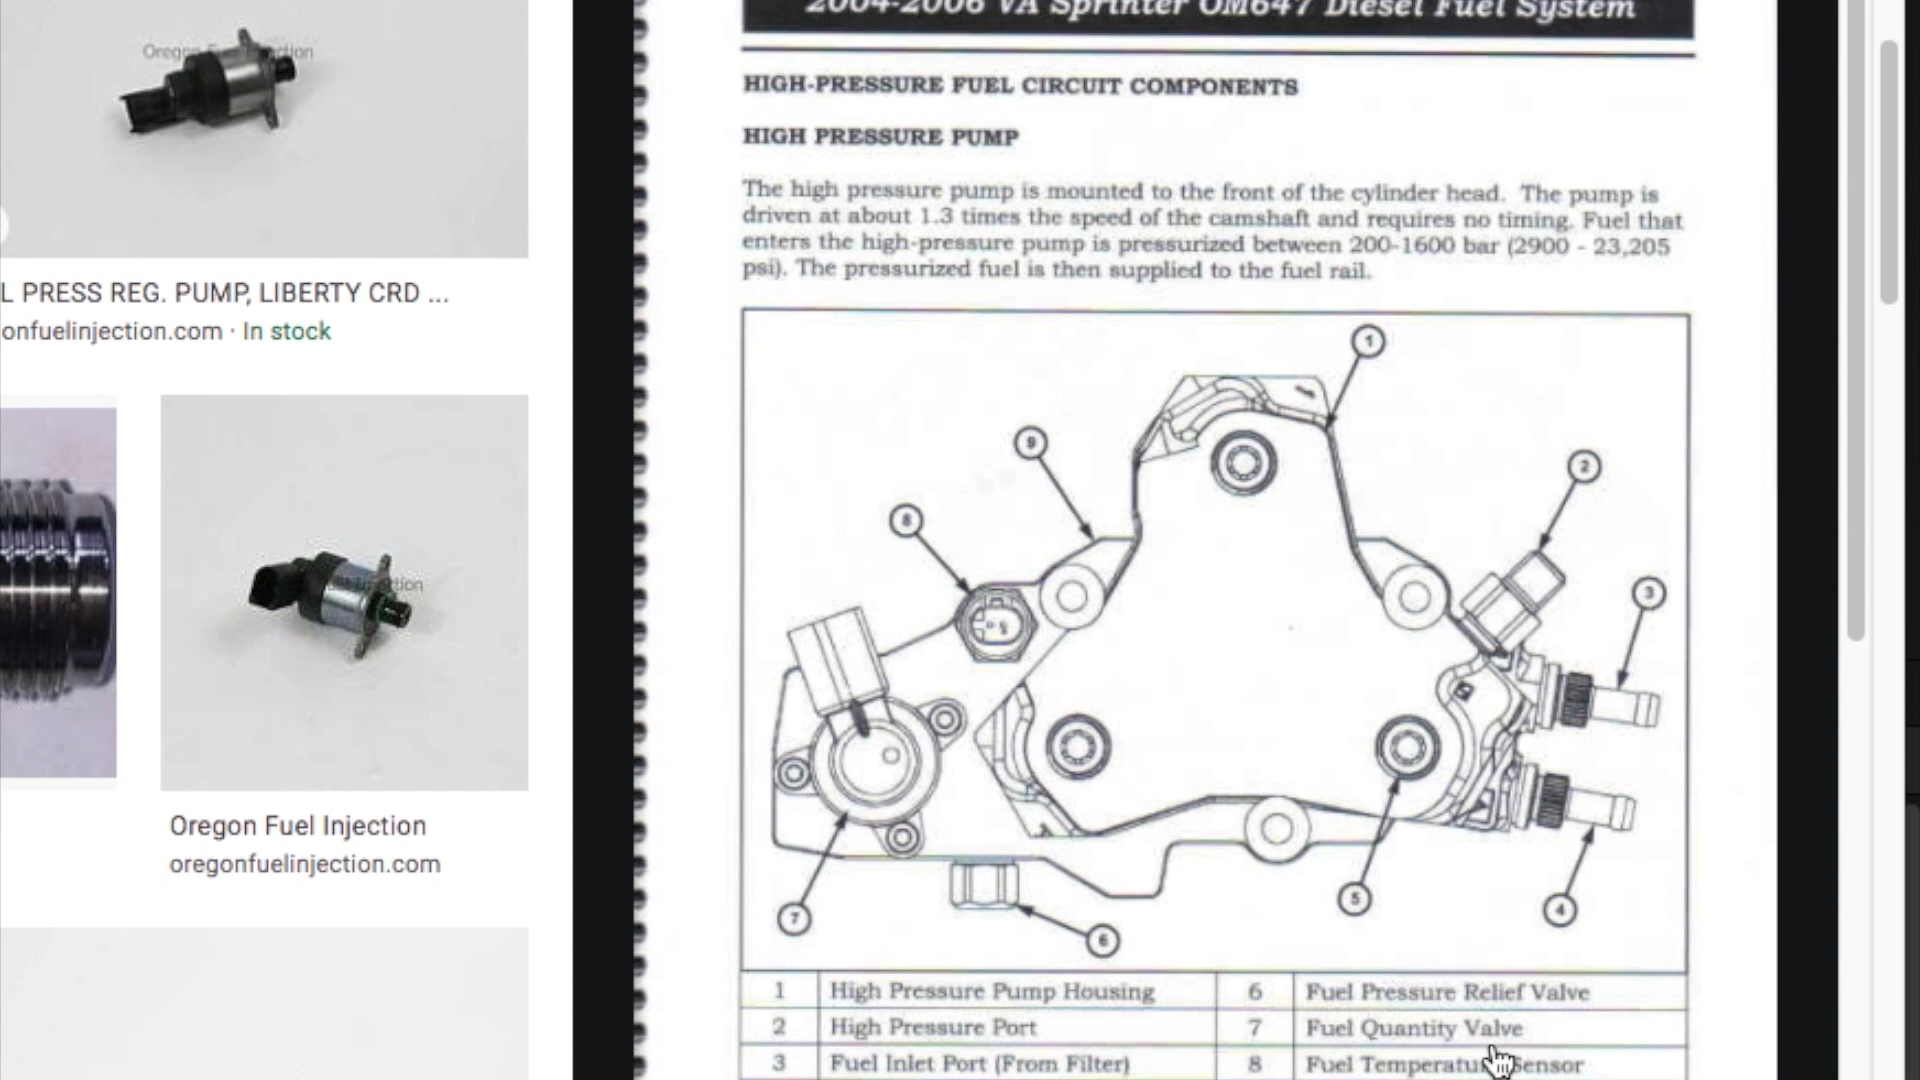 Oregon Fuel Injection
L PRESS REG. PUMP, LIBERTY CRD ...
onfuelinjection.com · In stock
Oregon Fuel Injection
oregonfuelinjection.com
2004-2006 VA Sprinter OM647 Diesel Fuel System
HIGH-PRESSURE FUEL CIRCUIT COMPONENTS
HIGH PRESSURE PUMP
The high pressure pump is mounted to the front of the cylinder head. The pump is
driven at about 1.3 times the speed of the camshaft and requires no timing. Fuel that
enters the high-pressure pump is pressurized between 200-1600 bar (2900 - 23,205
psi). The pressurized fuel is then supplied to the fuel rail.
1
9
2
8
3
7
6
5
4
1 High Pressure Pump Housing 6 Fuel Pressure Relief Valve
2 High Pressure Port 7 Fuel Quantity Valve
3 Fuel Inlet Port (From Filter) 8 Fuel Temperature Sensor